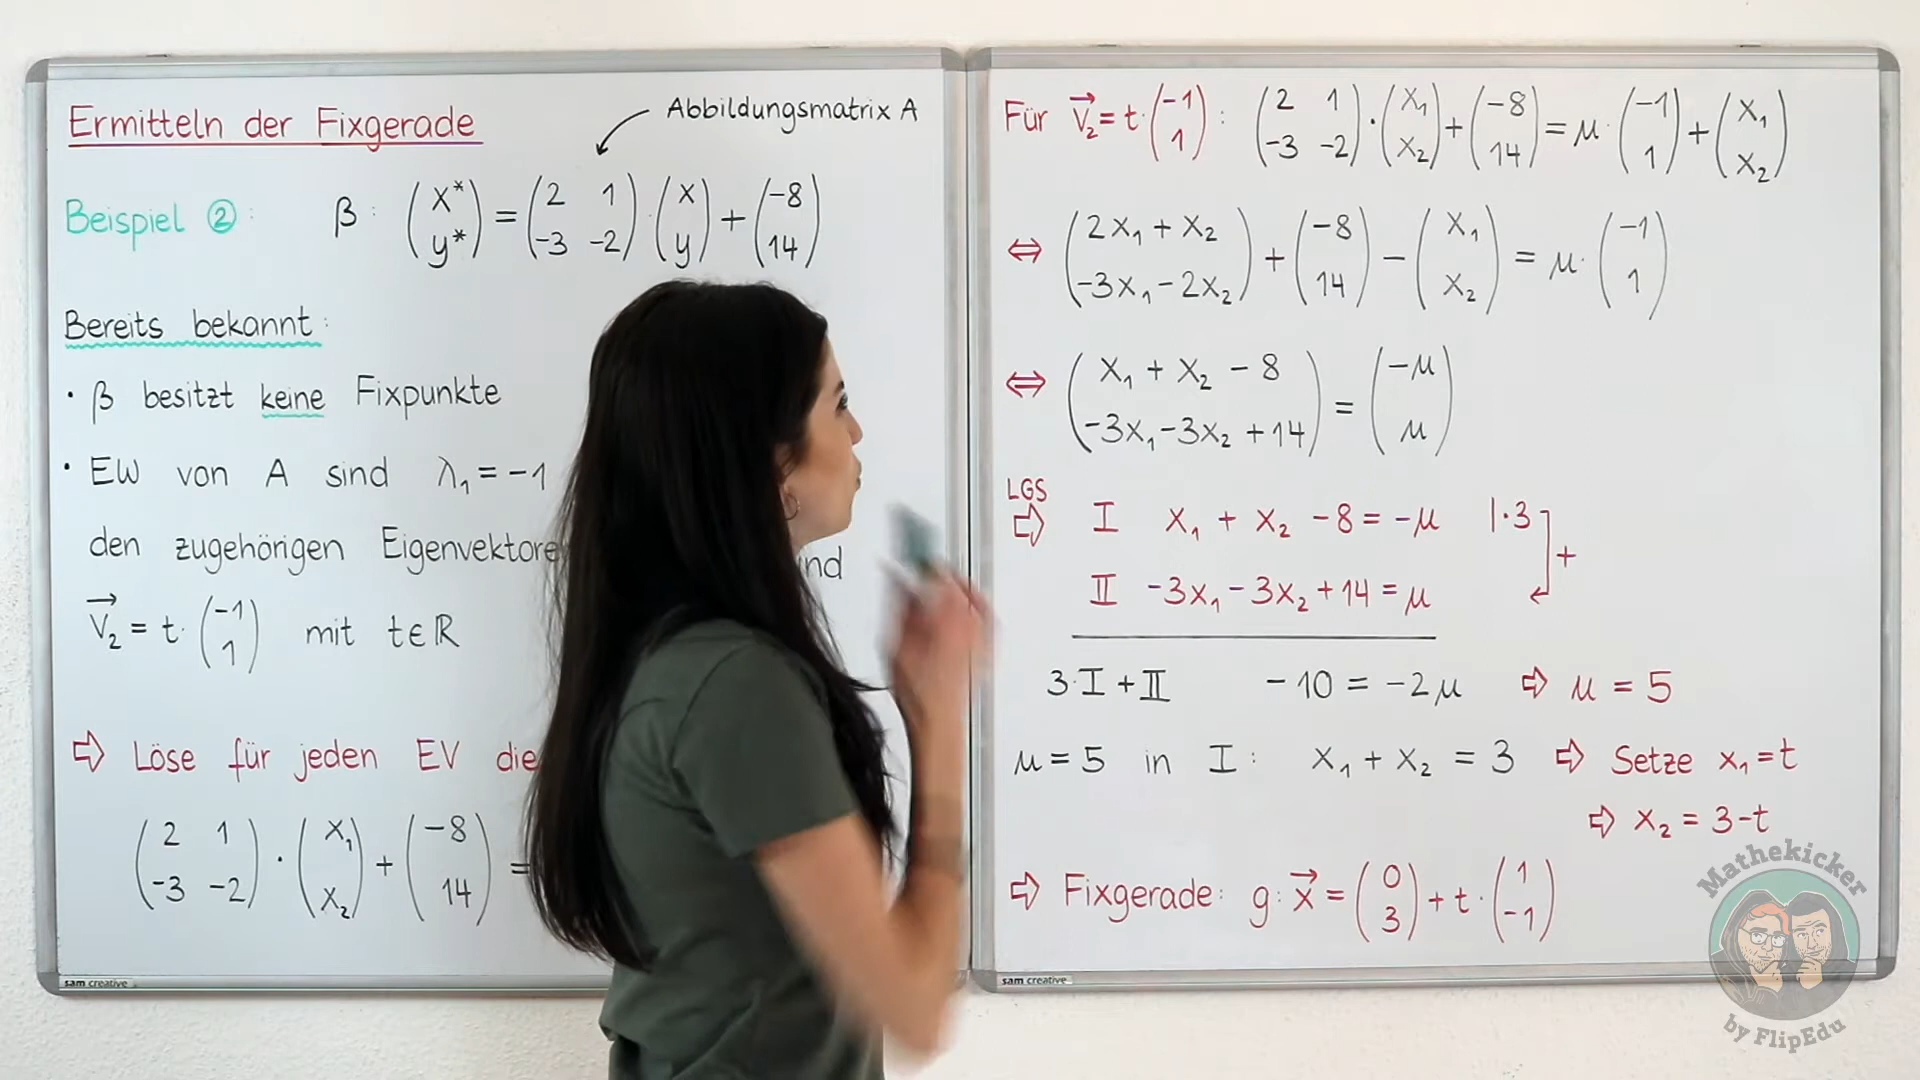 Ermitteln der Fixgerade
Abbildungsmatrix A
Beispiel ②: β: (x* y*) = (2 1 -3 -2) · (x y) + (-8 14)
Bereits bekannt:
• β besitzt keine Fixpunkte
• EW von A sind λ₁ = -1
den zugehörigen
V₂ = t · (-1 1) mit t∈ℝ
⇨ Löse für jeden EV die
(2 1 -3 -2) · (x₁ x₂) + (-8 14) =
sam creative
Für V₂ = t · (-1 1): (2 1 -3 -2) · (x₁ x₂) + (-8 14) = μ · (-1 1) + (x₁ x₂)
⇔ (2x₁ + x₂ -3x₁ - 2x₂) + (-8 14) - (x₁ x₂) = μ · (-1 1)
⇔ (x₁ + x₂ - 8 -3x₁ - 3x₂ + 14) = (-μ μ)
LGS
⇨ I x₁ + x₂ - 8 = -μ |·3
+
II -3x₁ - 3x₂ + 14 = μ
3·I + II -10 = -2μ ⇨ μ = 5
μ = 5 in I: x₁ + x₂ = 3 ⇨ Setze x₁ = t
⇨ x₂ = 3-t
⇨ Fixgerade: g: x = (0 3) + t · (1 -1)
sam creative
Mathekicker
by FlipEdu